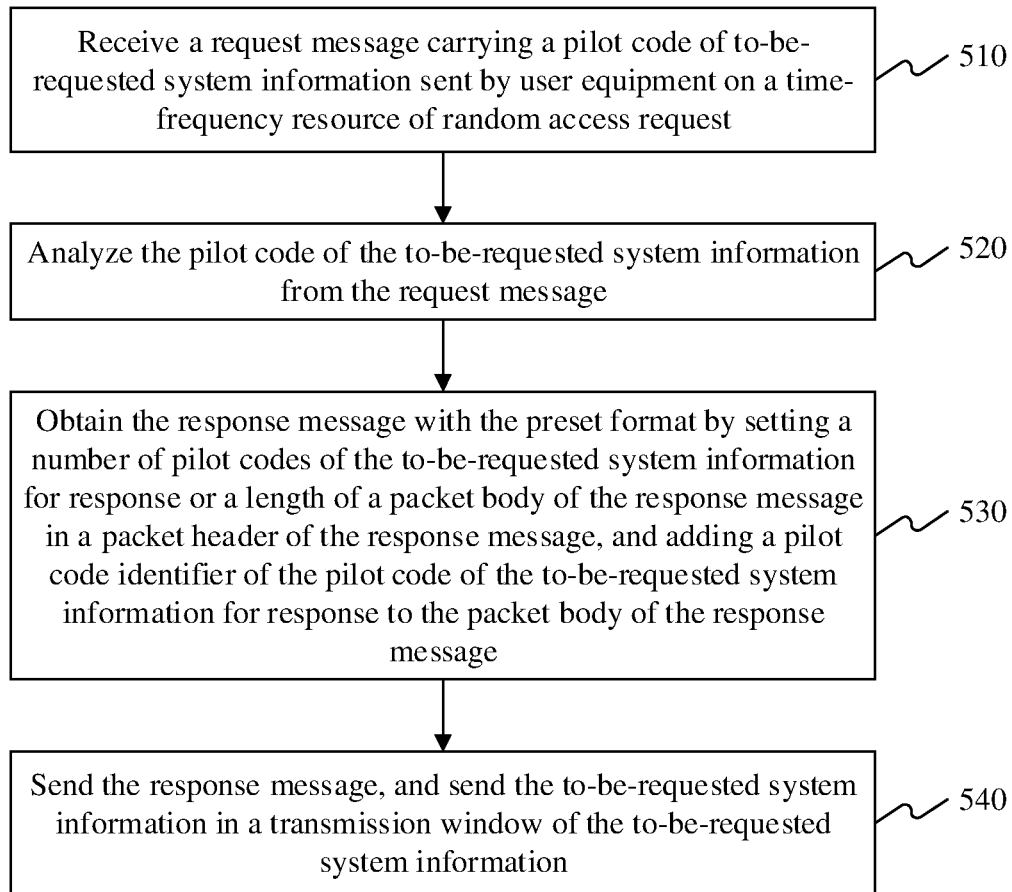 Receive a request message carrying a pilot code of to-be-
requested system information sent by user equipment on a time-
frequency resource of random access request
510
Analyze the pilot code of the to-be-requested system information
from the request message
520
Obtain the response message with the preset format by setting a
number of pilot codes of the to-be-requested system information
for response or a length of a packet body of the response message
in a packet header of the response message, and adding a pilot
code identifier of the pilot code of the to-be-requested system
information for response to the packet body of the response
message
530
Send the response message, and send the to-be-requested system
information in a transmission window of the to-be-requested
system information
540